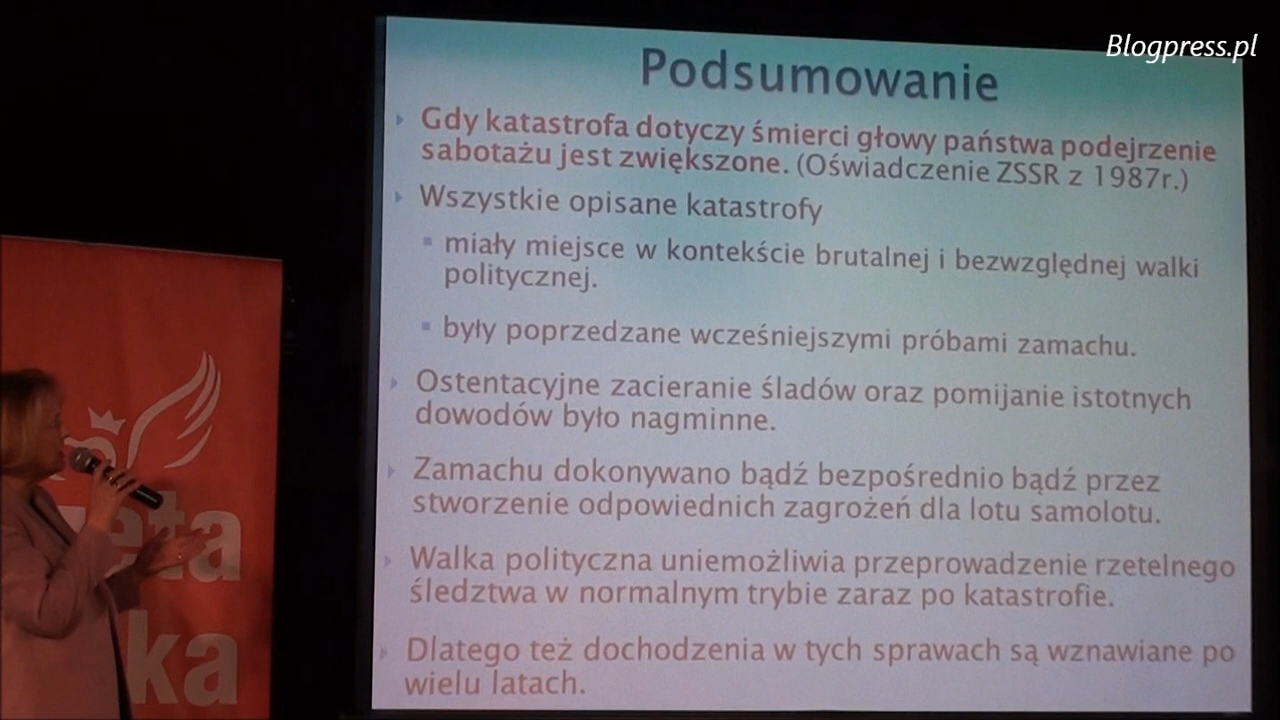 Blogpress.pl
Podsumowanie
Gdy katastrofa dotyczy śmierci głowy państwa podejrzenie
sabotażu jest zwiększone. (Oświadczenie ZSSR z 1987r.)
Wszystkie opisane katastrofy
miały miejsce w kontekście brutalnej i bezwzględnej walki
politycznej.
były poprzedzane wcześniejszymi próbami zamachu.
Ostentacyjne zacieranie śladów oraz pomijanie istotnych
dowodów było nagminne.
Zamachu dokonywano bądź bezpośrednio bądź przez
stworzenie odpowiednich zagrożeń dla lotu samolotu.
Walka polityczna uniemożliwia przeprowadzenie rzetelnego
śledztwa w normalnym trybie zaraz po katastrofie.
Dlatego też dochodzenia w tych sprawach są wznawiane po
wielu latach.
eta
ka